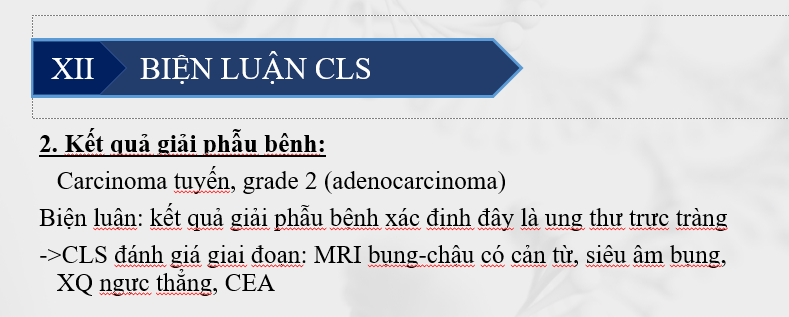 XII BIỆN LUẬN CLS
2. Kết quả giải phẫu bệnh:
Carcinoma tuyến, grade 2 (adenocarcinoma)
Biện luận: kết quả giải phẫu bệnh xác định đây là ung thư trực tràng
->CLS đánh giá giai đoạn: MRI bụng-chậu có cản từ, siêu âm bụng,
XQ ngực thẳng, CEA